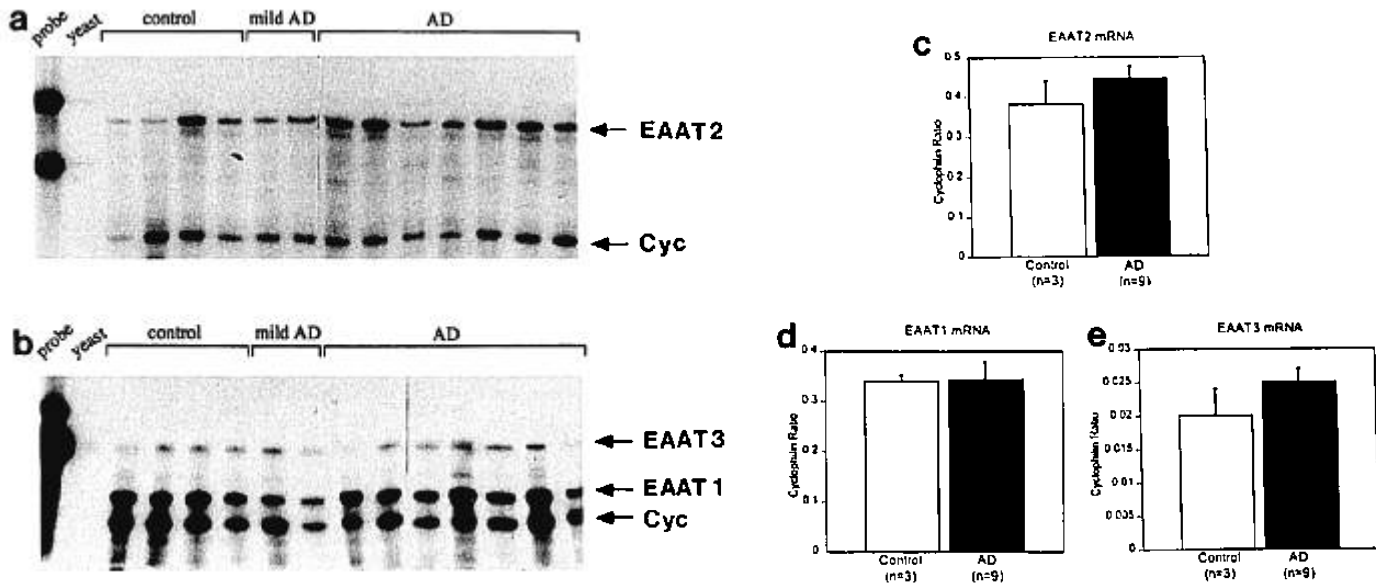 a
probe
yeast
control
mild AD
AD
EAAT2
Cyc
b
probe
yeast
control
mild AD
AD
EAAT3
EAAT1
Cyc
c
EAAT2 mRNA
Cyclophilin Ratio
0.5
0.4
0.3
0.2
0.1
0
Control
(n=3)
AD
(n=9)
d
EAAT1 mRNA
Cyclophilin Ratio
0.4
0.3
0.2
0.1
0
Control
(n=3)
AD
(n=9)
e
EAAT3 mRNA
Cyclophilin Ratio
0.03
0.025
0.02
0.015
0.01
0.005
0
Control
(n=3)
AD
(n=9)